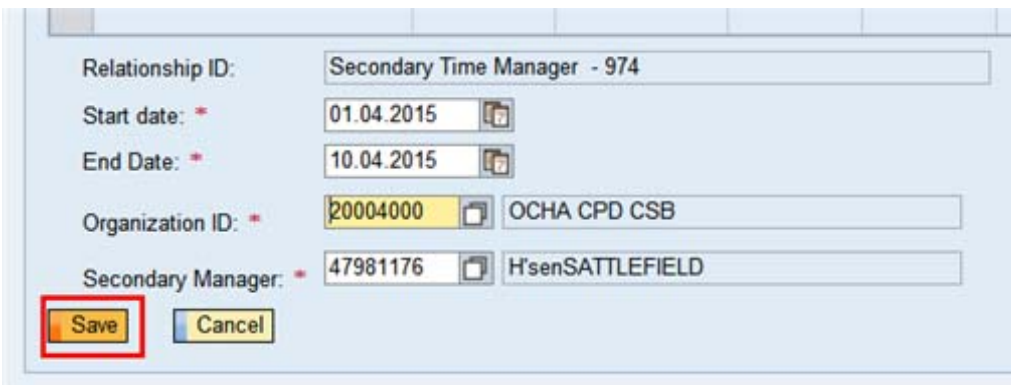 Relationship ID: Secondary Time Manager - 974
Start date: * 01.04.2015
End Date: * 10.04.2015
Organization ID: * 20004000 OCHA CPD CSB
Secondary Manager: * 47981176 H'senSATTLEFIELD
Save Cancel